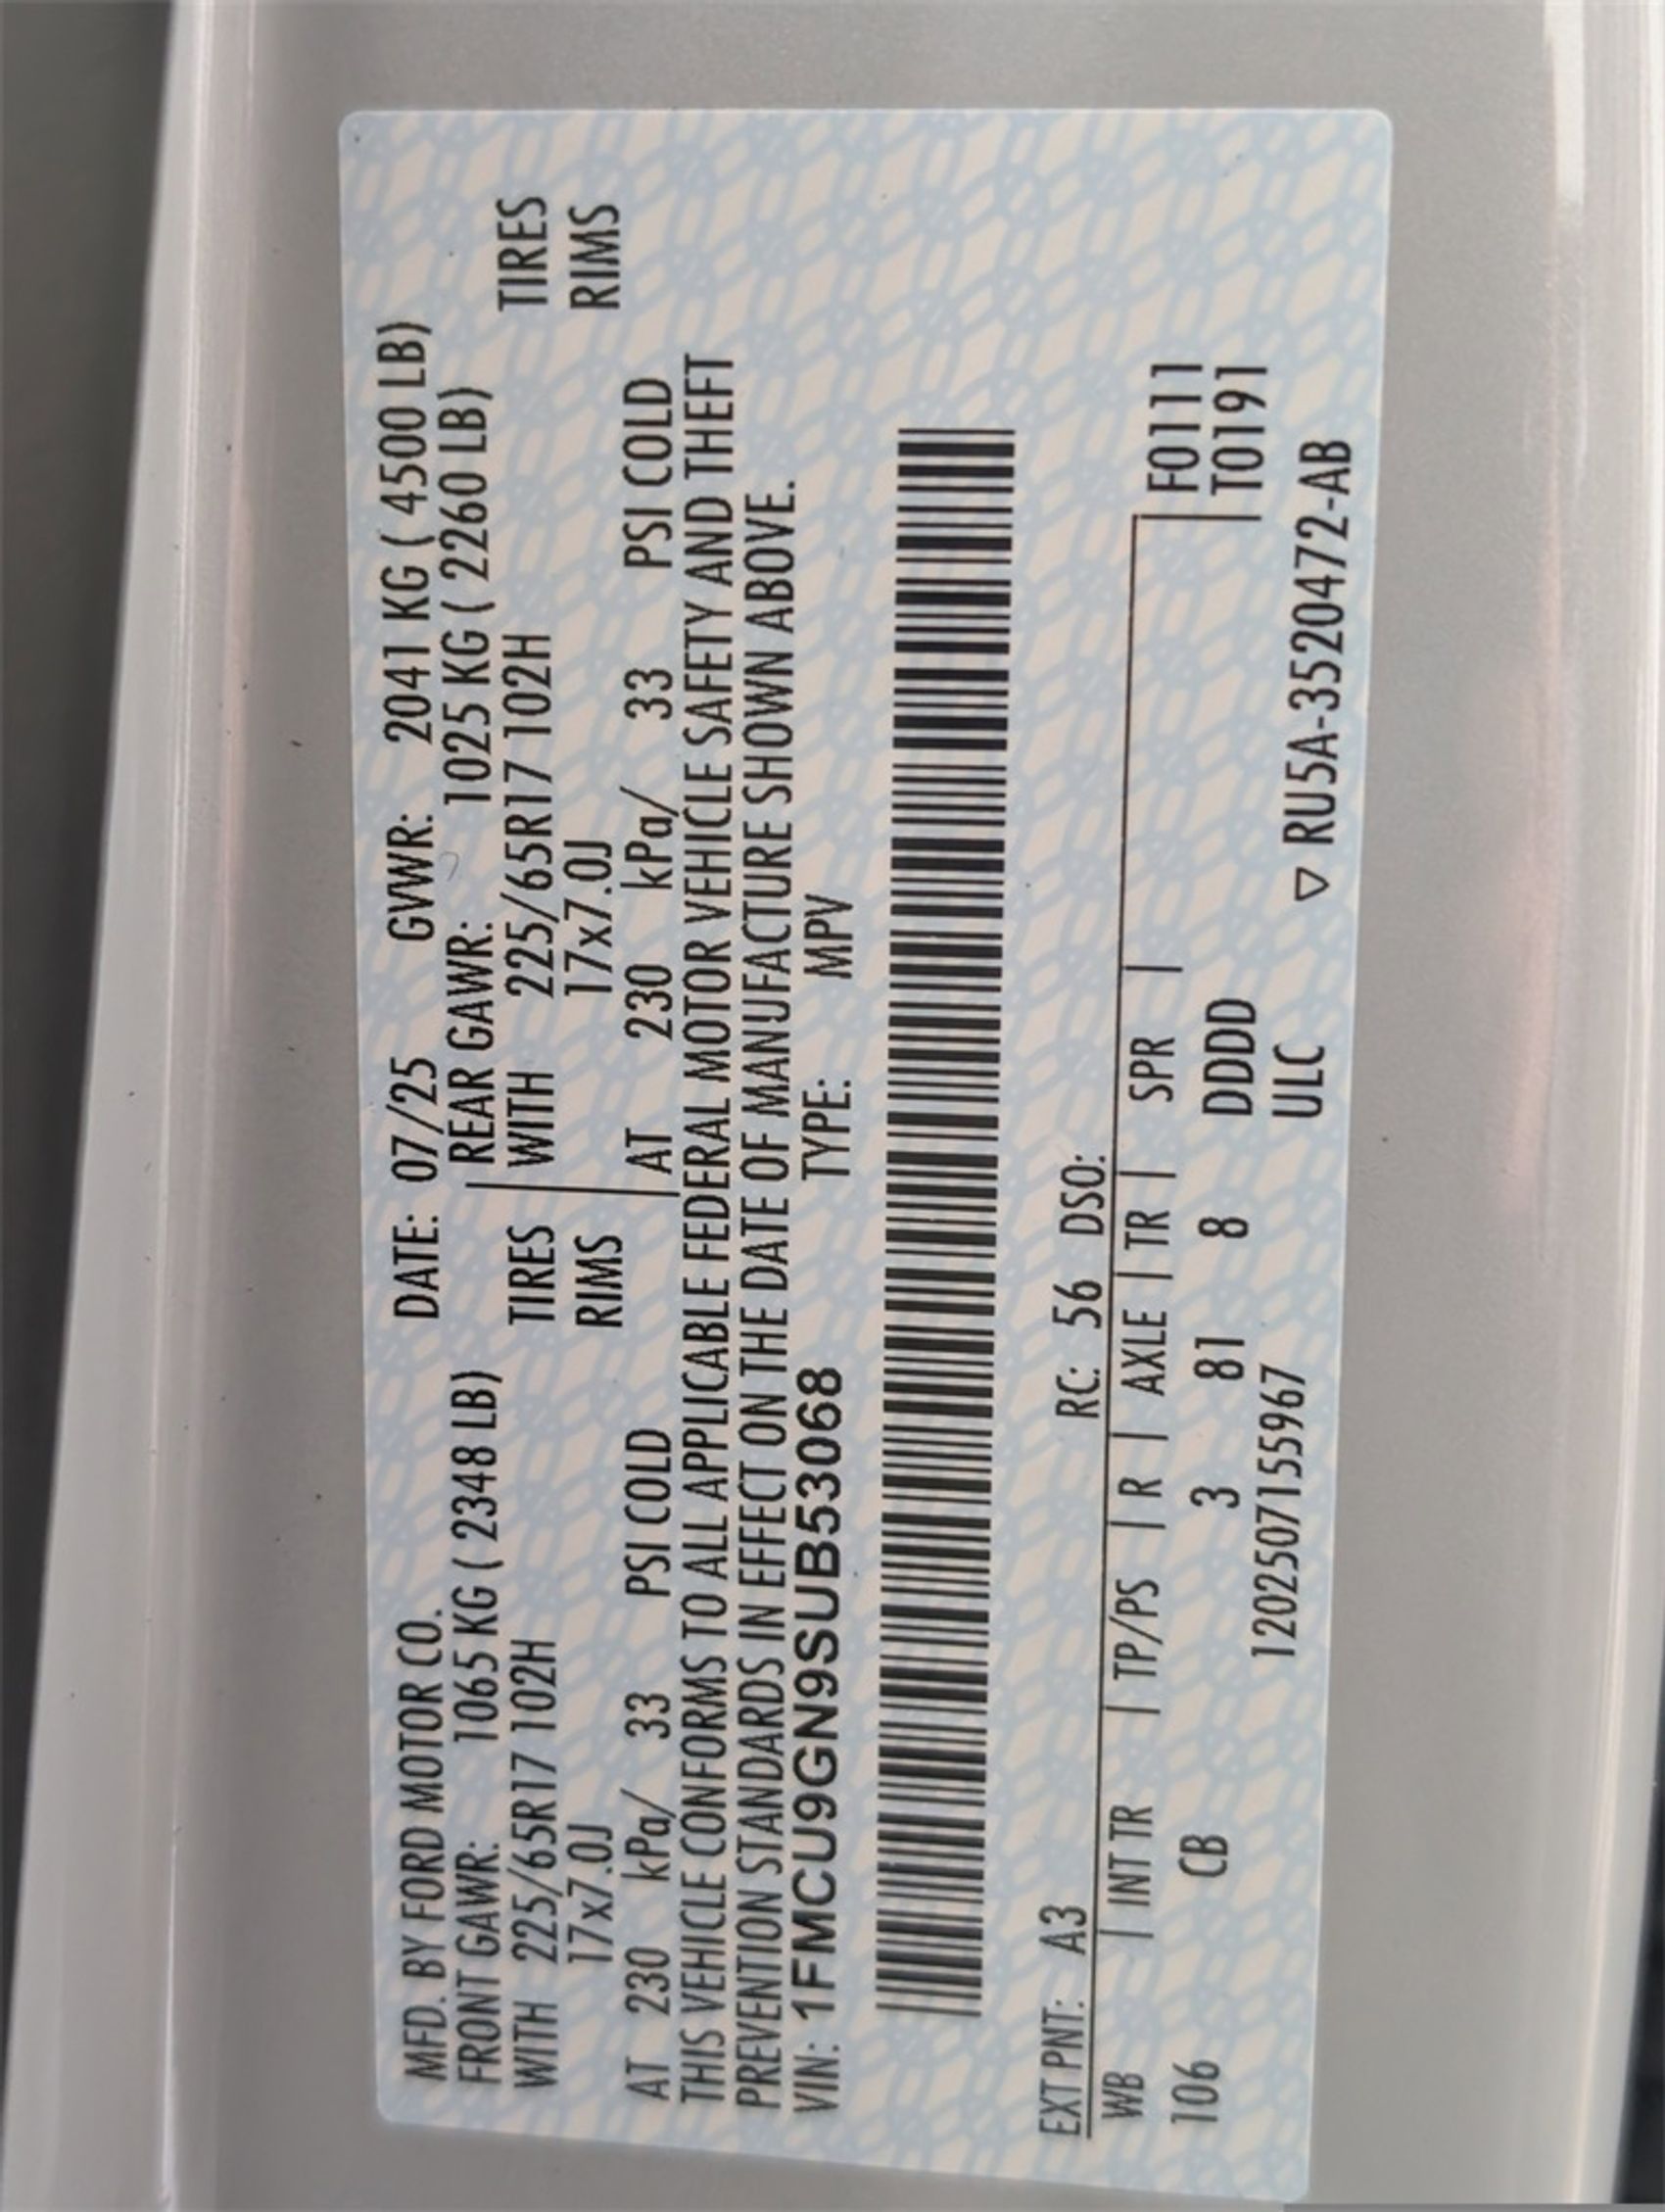 MFD. BY FORD MOTOR CO. DATE: 07/25 GVWR: 2041 KG ( 4500 LB)
FRONT GAWR: 1065 KG ( 2348 LB) | REAR GAWR: 1025 KG ( 2260 LB)
WITH 225/65R17 102H TIRES | WITH 225/65R17 102H TIRES
17x7.0J RIMS | 17x7.0J RIMS
AT 230 kPa/ 33 PSI COLD | AT 230 kPa/ 33 PSI COLD
THIS VEHICLE CONFORMS TO ALL APPLICABLE FEDERAL MOTOR VEHICLE SAFETY AND THEFT
PREVENTION STANDARDS IN EFFECT ON THE DATE OF MANUFACTURE SHOWN ABOVE.
VIN: 1FMCU9GN9SUB53068 TYPE: MPV
EXT PNT: A3 RC: 56 DSO:
WB | INT TR | TP/PS | R | AXLE | TR | SPR | | F0111
106 CB 3 81 8 DDDD | T0191
1202507155967 ULC ▽ RU5A-3520472-AB